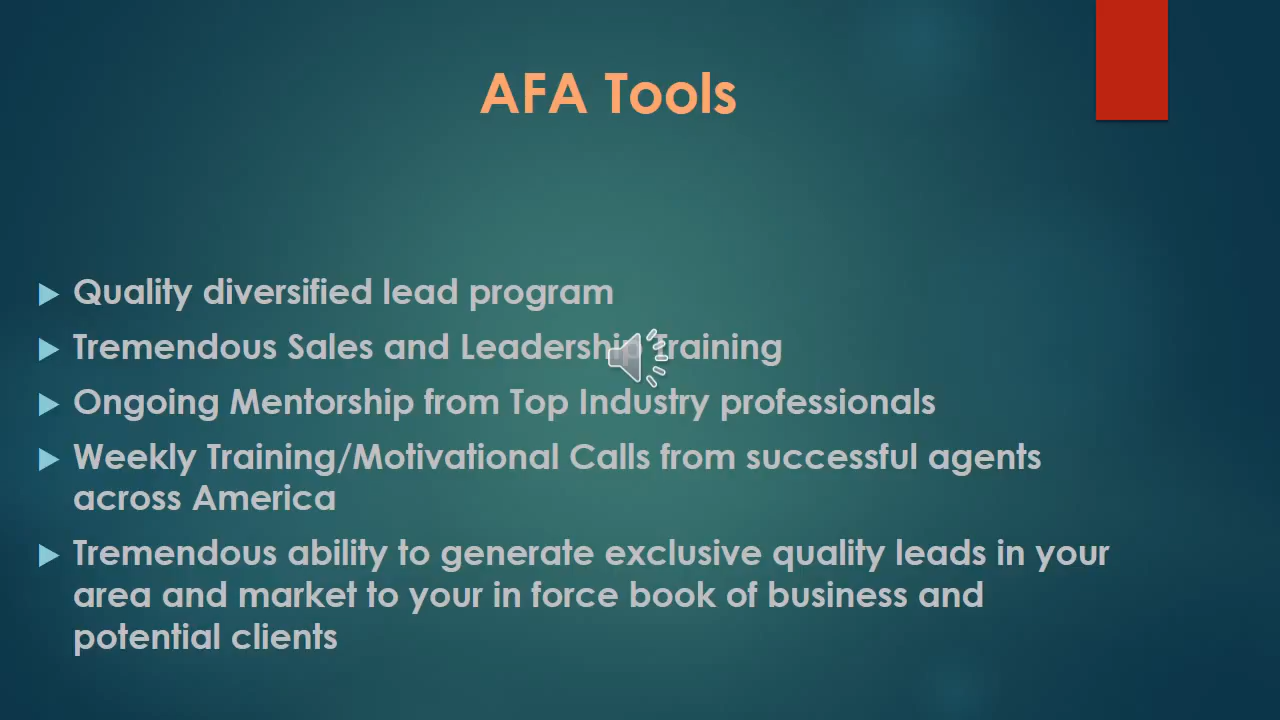 AFA Tools
Quality diversified lead program
Tremendous Sales and Leadership Training
Ongoing Mentorship from Top Industry professionals
Weekly Training/Motivational Calls from successful agents
across America
Tremendous ability to generate exclusive quality leads in your
area and market to your in force book of business and
potential clients